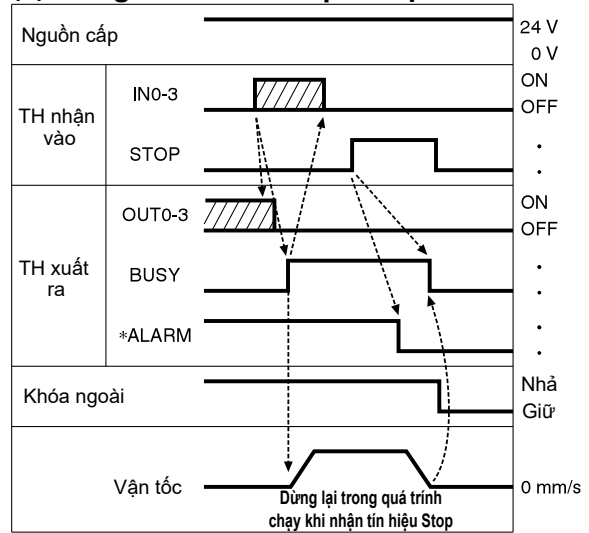 Nguồn cấp
24 V
0 V
TH nhận
vào
IN0-3
ON
OFF
STOP
TH xuất
ra
OUT0-3
ON
OFF
BUSY
*ALARM
Khóa ngoài
Nhả
Giữ
Vận tốc
0 mm/s
Dừng lại trong quá trính
chạy khi nhận tín hiệu Stop